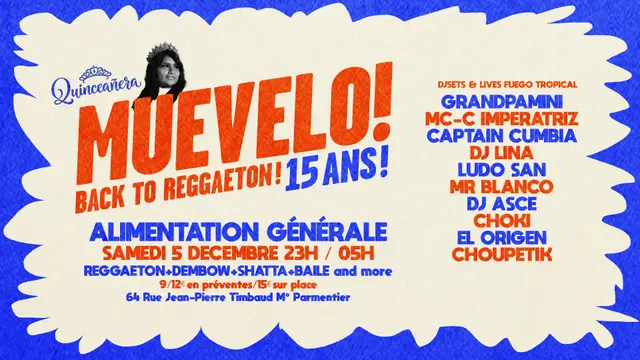 Quinceañera
MUEVELO!
BACK TO REGGAETON! 15 ANS!
ALIMENTATION GÉNÉRALE
SAMEDI 5 DECEMBRE 23H / 05H
REGGAETON+DEMBOW+SHATTA+BAILE and more
9/12€ en préventes/15€ sur place
64 Rue Jean-Pierre Timbaud M° Parmentier
DJSETS & LIVES FUEGO TROPICAL
GRANDPAMINI
MC-C IMPERATRIZ
CAPTAIN CUMBIA
DJ LINA
LUDO SAN
MR BLANCO
DJ ASCE
CHOKI
EL ORIGEN
CHOUPETIK